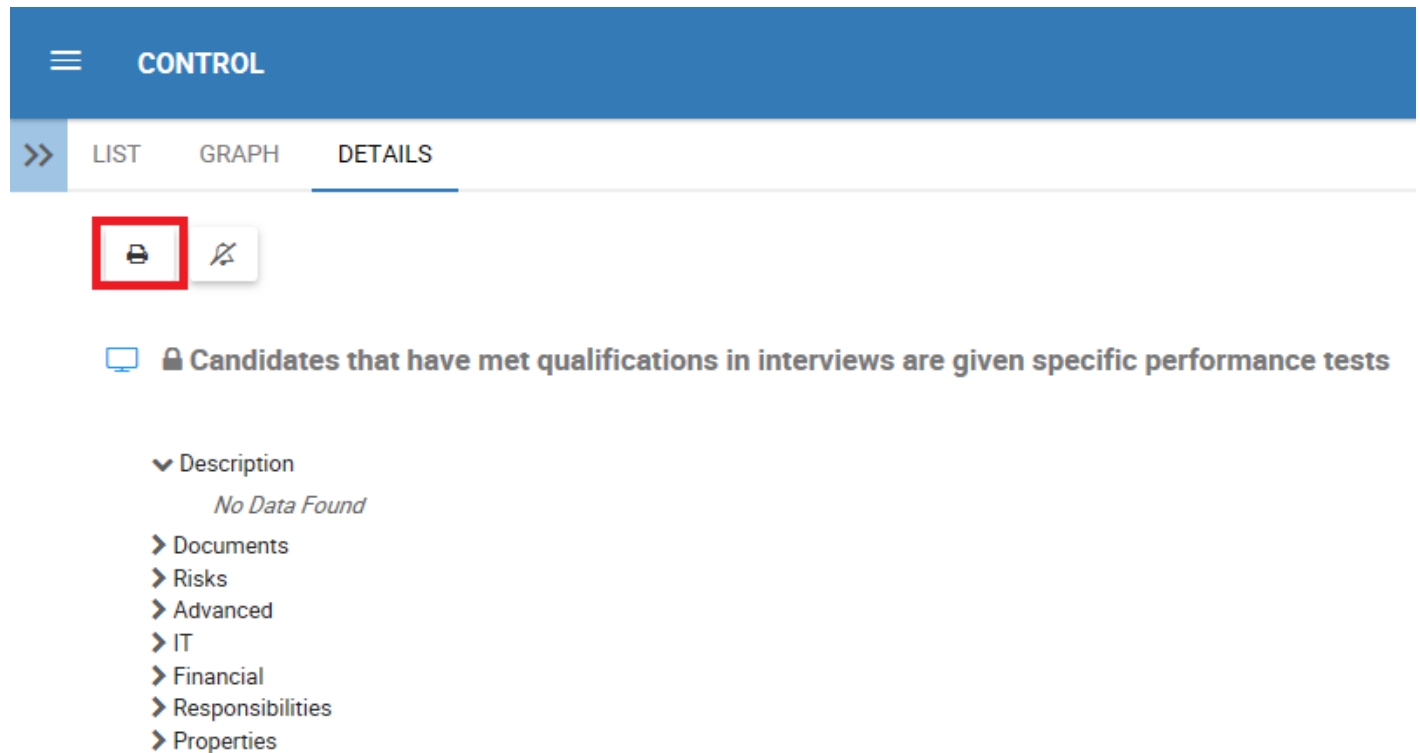 CONTROL
LIST GRAPH DETAILS
Candidates that have met qualifications in interviews are given specific performance tests
Description
No Data Found
Documents
Risks
Advanced
IT
Financial
Responsibilities
Properties